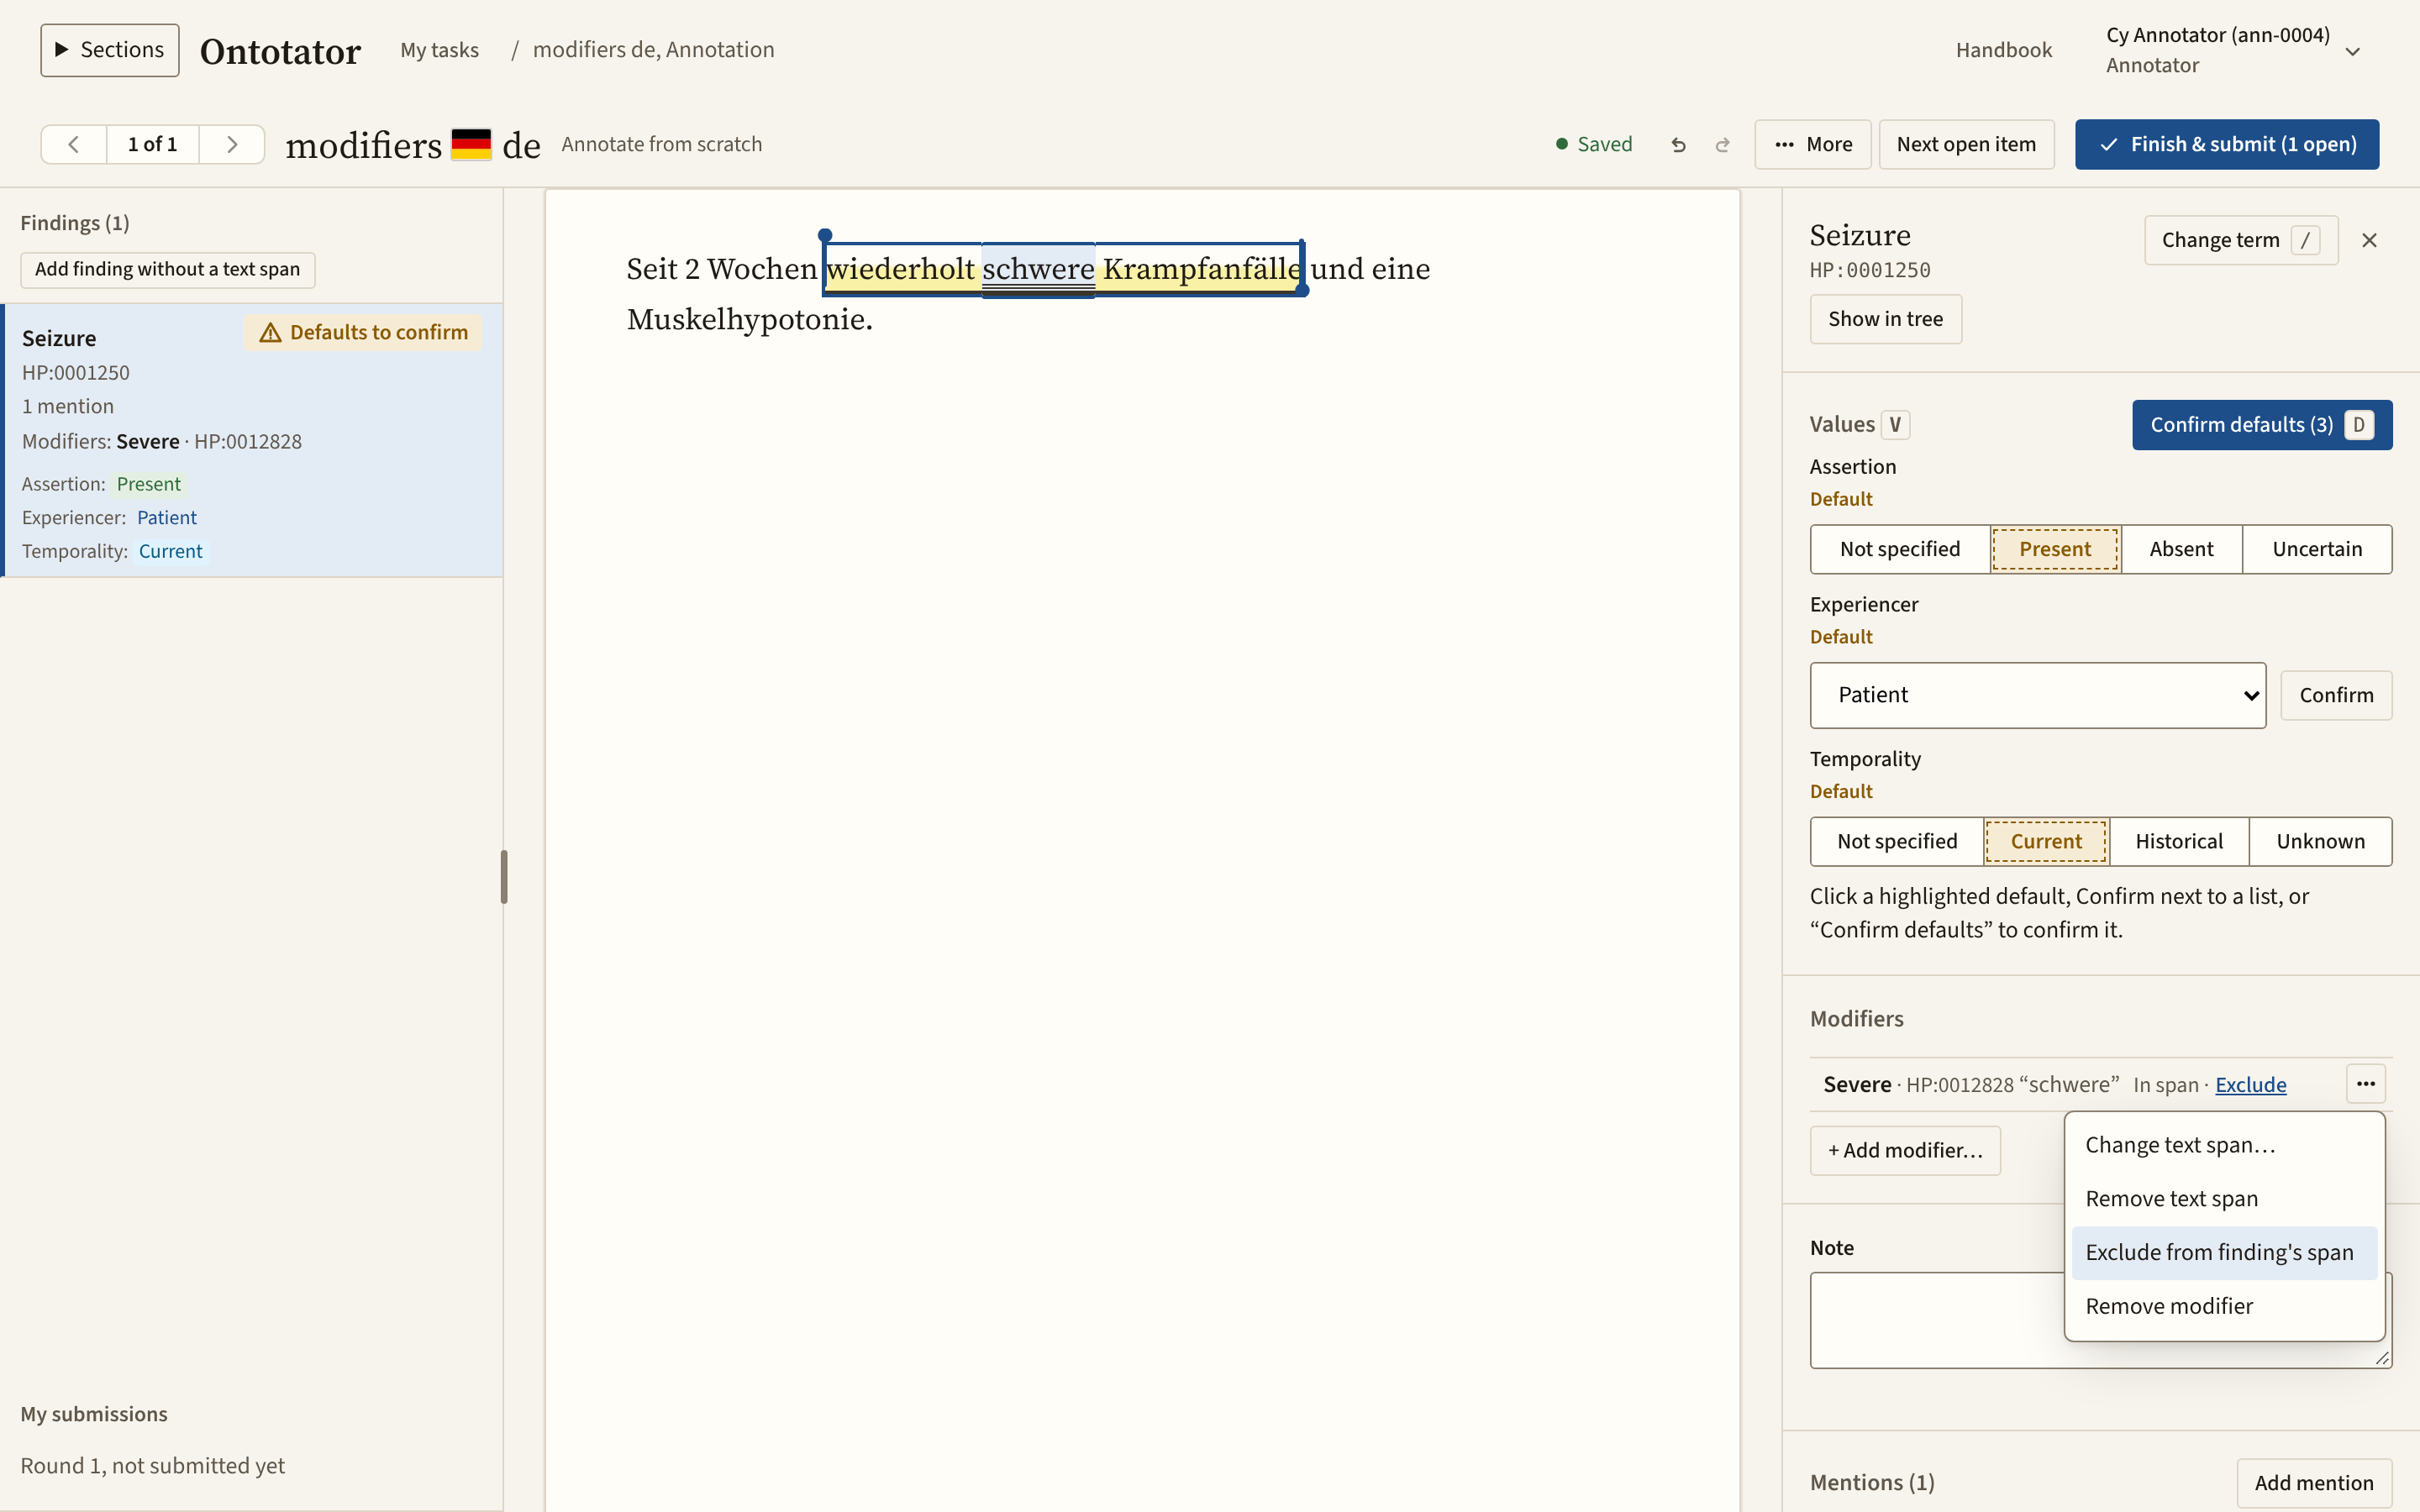 ▶ Sections
Ontotator
My tasks / modifiers de, Annotation
Handbook
Cy Annotator (ann-0004)
Annotator
1 of 1
modifiers 🇩🇪 de
Annotate from scratch
Saved
••• More
Next open item
Finish & submit (1 open)
Findings (1)
Add finding without a text span
Seizure
Defaults to confirm
HP:0001250
1 mention
Modifiers: Severe · HP:0012828
Assertion: Present
Experiencer: Patient
Temporality: Current
My submissions
Round 1, not submitted yet
Seit 2 Wochen wiederholt schwere Krampfanfälle und eine
Muskelhypotonie.
Seizure
HP:0001250
Change term /
Show in tree
Values V
Confirm defaults (3) D
Assertion
Default
Not specified Present Absent Uncertain
Experiencer
Default
Patient
Confirm
Temporality
Default
Not specified Current Historical Unknown
Click a highlighted default, Confirm next to a list, or
“Confirm defaults” to confirm it.
Modifiers
Severe · HP:0012828 “schwere” In span · Exclude •••
+ Add modifier…
Change text span…
Remove text span
Exclude from finding's span
Remove modifier
Note
Mentions (1)
Add mention